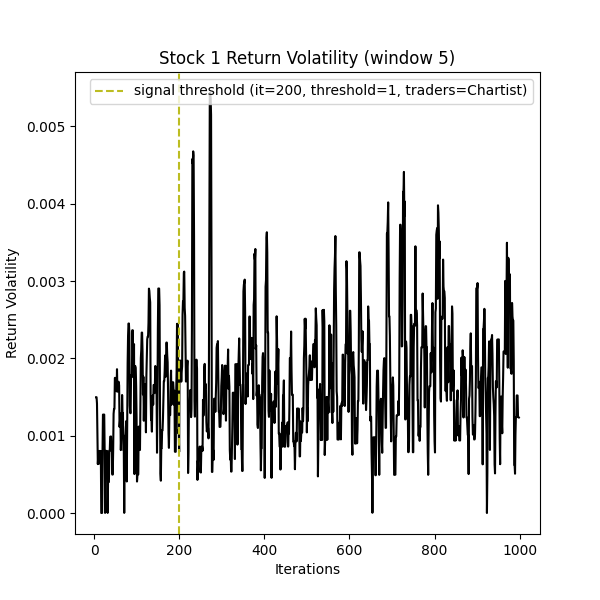 Stock 1 Return Volatility (window 5)
signal threshold (it=200, threshold=1, traders=Chartist)
Return Volatility
0.005
0.004
0.003
0.002
0.001
0.000
0 200 400 600 800 1000
Iterations